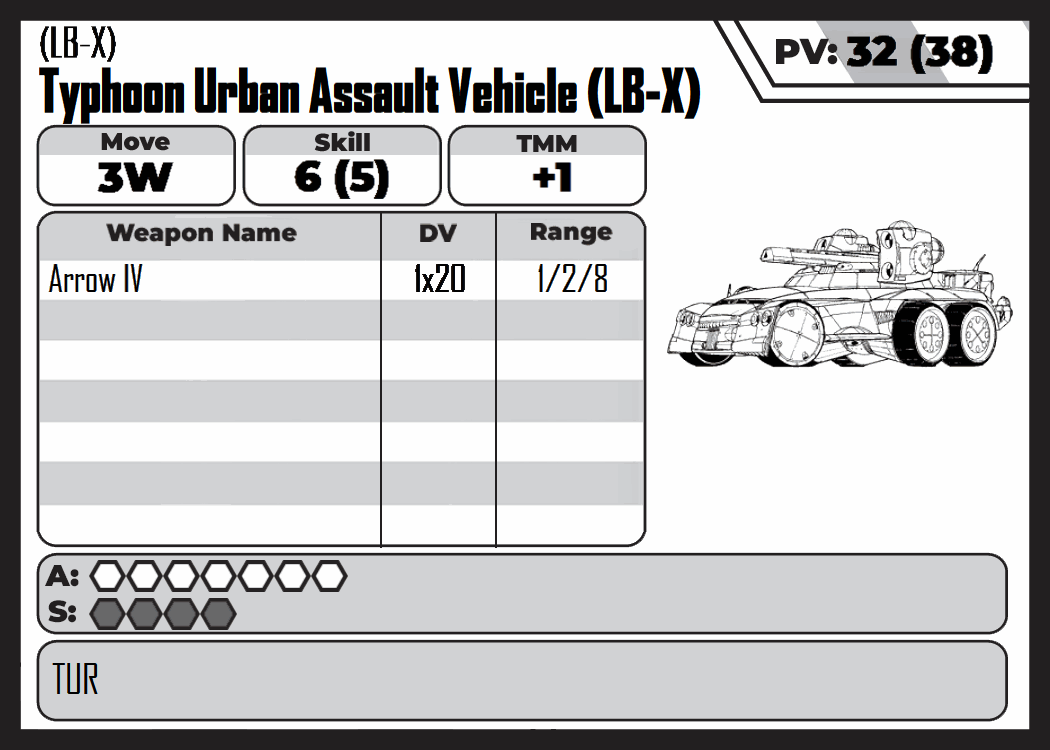 (LB-X)
PV: 32 (38)
Typhoon Urban Assault Vehicle (LB-X)
Move Skill TMM
3W 6 (5) +1
Weapon Name DV Range
Arrow IV 1x20 1/2/8
A:
S:
TUR